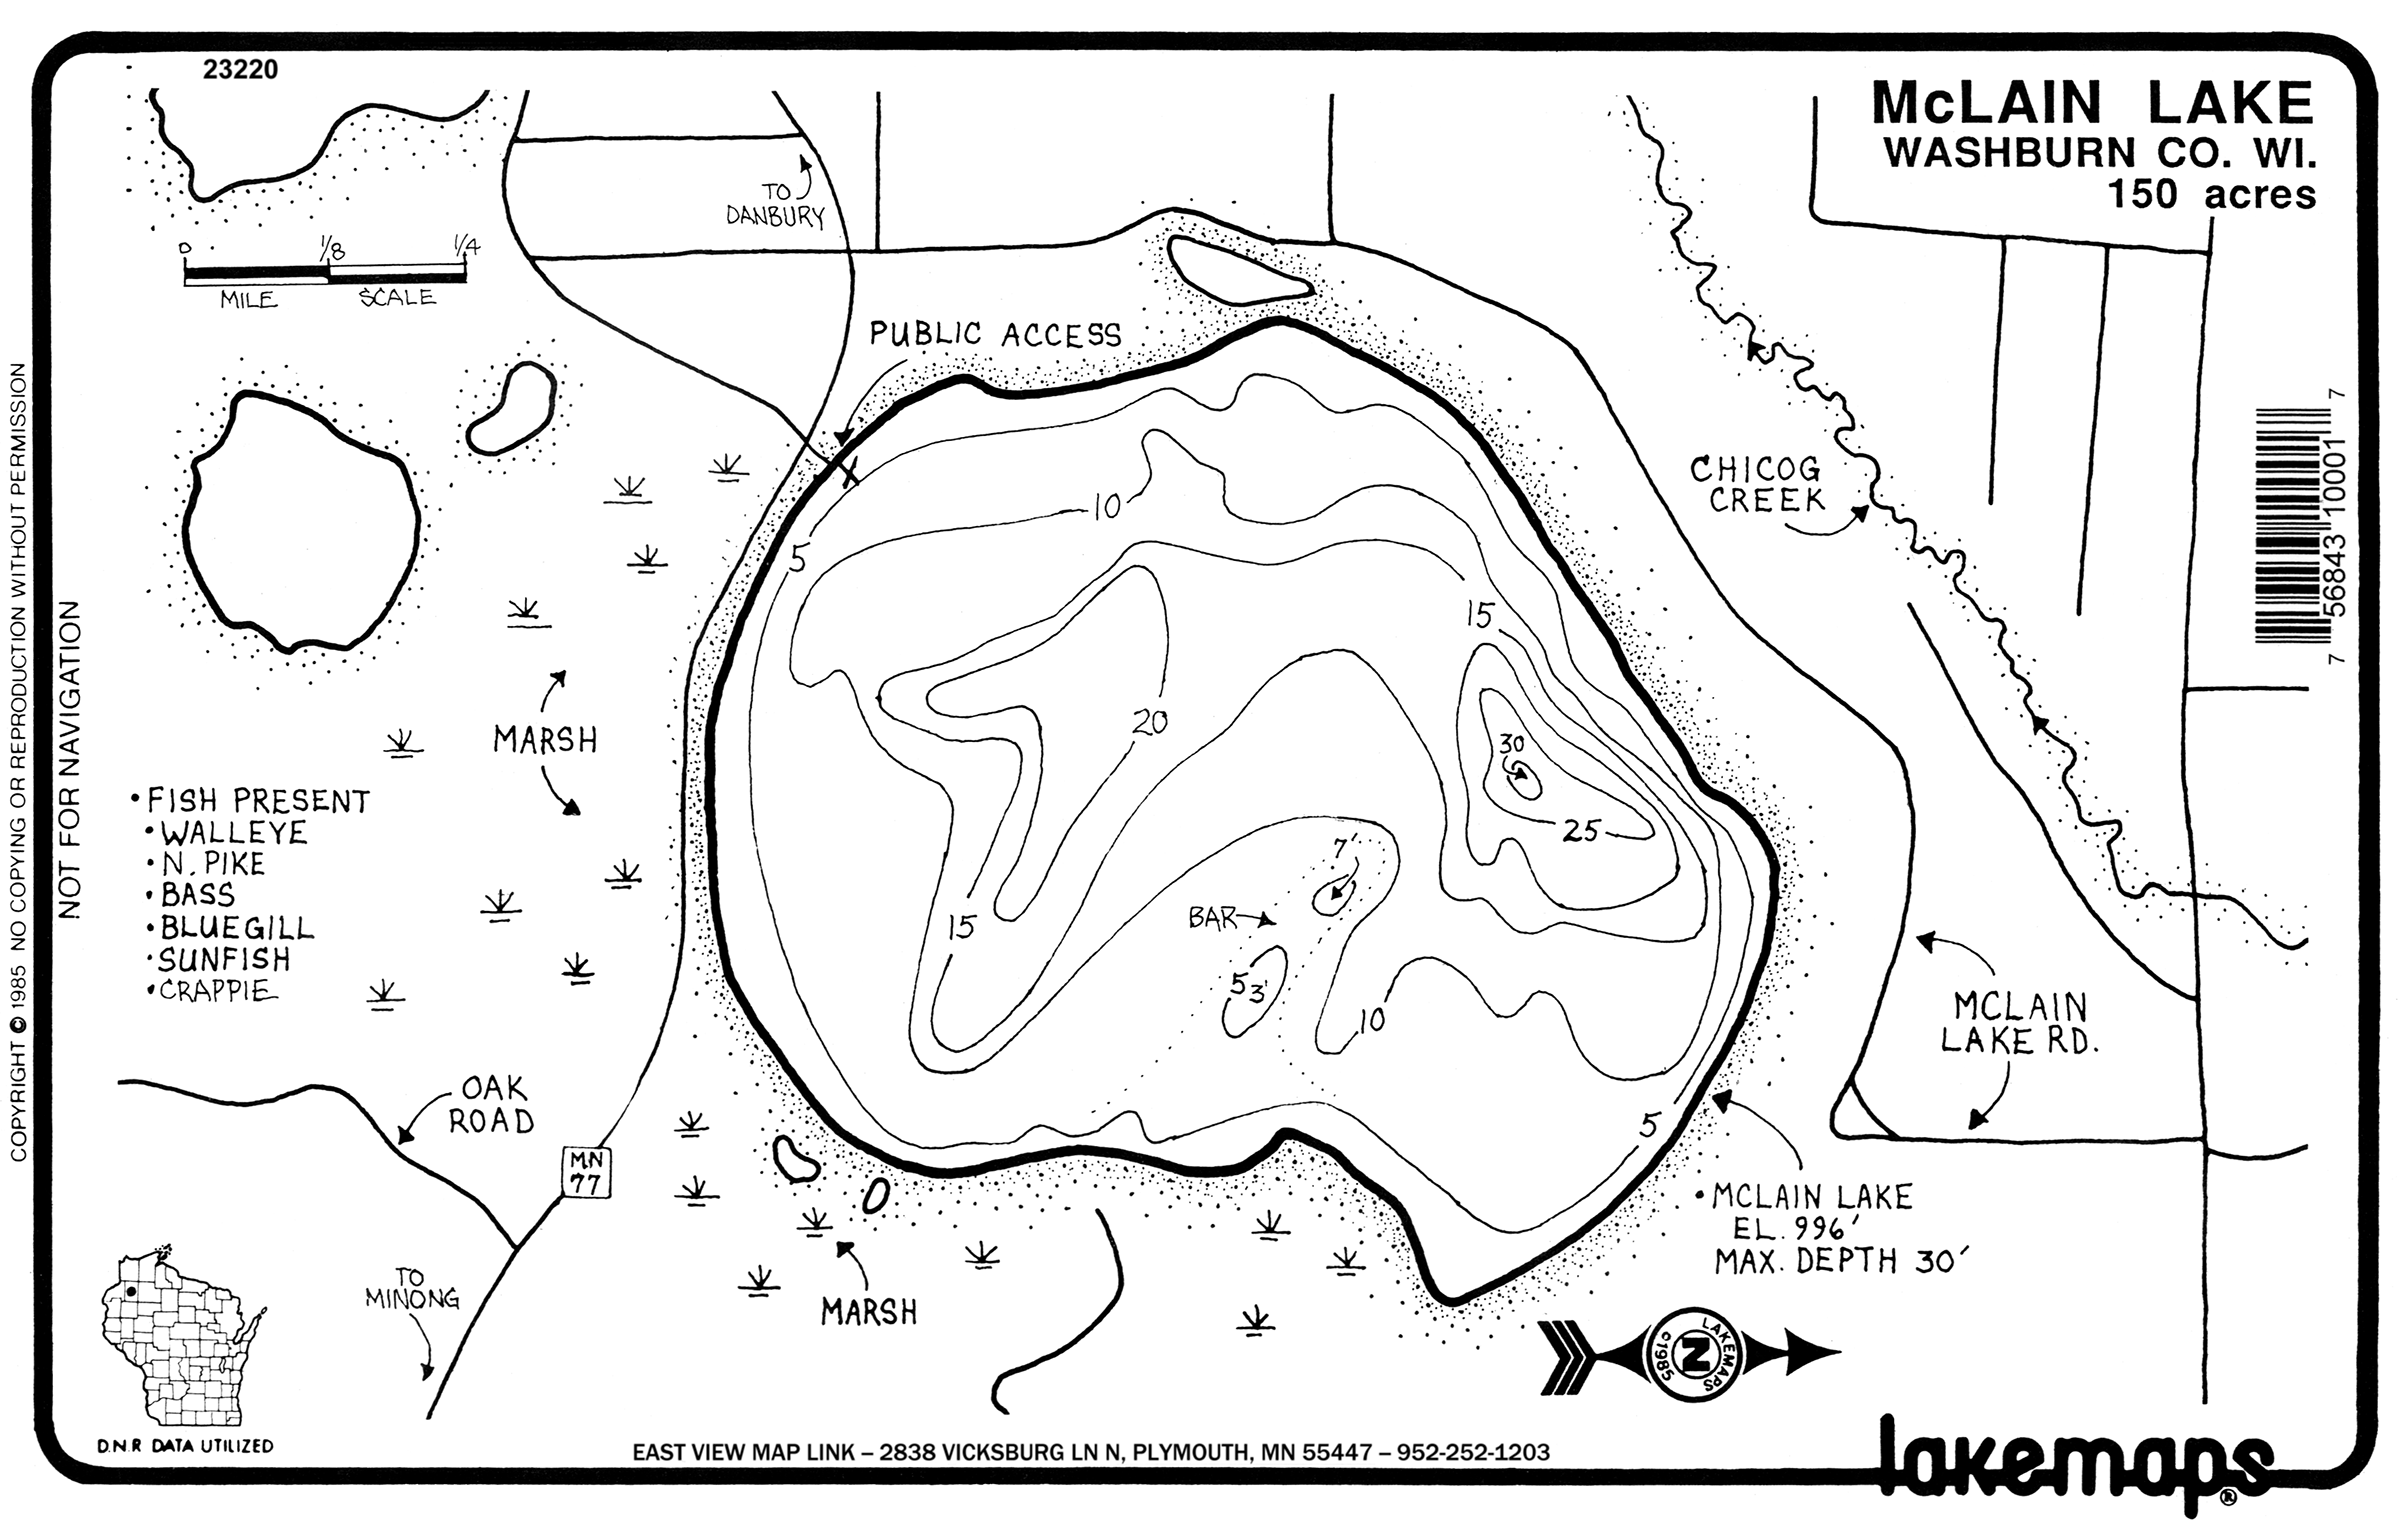 23220
McLAIN LAKE
WASHBURN CO. WI.
150 acres
TO
DANBURY
0 1/8 1/4
MILE SCALE
PUBLIC ACCESS
CHICOG
CREEK
10
5
15
20
30
25
MARSH
7'
BAR
5 3'
15
10
5
• FISH PRESENT
• WALLEYE
• N. PIKE
• BASS
• BLUEGILL
• SUNFISH
• CRAPPIE
OAK
ROAD
MN
77
TO
MINONG
MARSH
MCLAIN
LAKE RD.
• MCLAIN LAKE
EL. 996'
MAX. DEPTH 30'
LAKEMAPS
N
©1985
D.N.R DATA UTILIZED
EAST VIEW MAP LINK – 2838 VICKSBURG LN N, PLYMOUTH, MN 55447 – 952-252-1203
lakemaps®
COPYRIGHT © 1985 NO COPYING OR REPRODUCTION WITHOUT PERMISSION
NOT FOR NAVIGATION
7 56843 10001 7